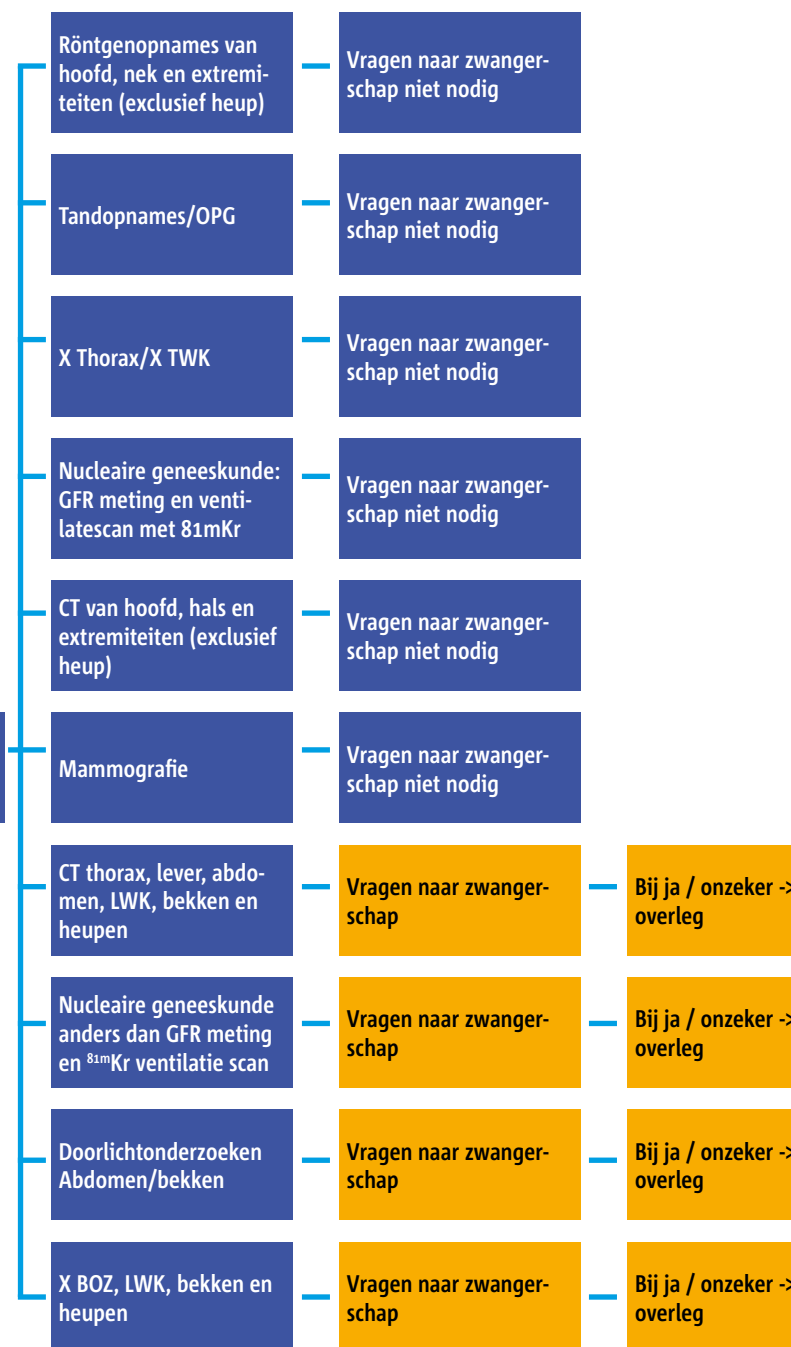 Röntgenopnames van
hoofd, nek en extremi-
teiten (exclusief heup)
Vragen naar zwanger-
schap niet nodig
Tandopnames/OPG
Vragen naar zwanger-
schap niet nodig
X Thorax/X TWK
Vragen naar zwanger-
schap niet nodig
Nucleaire geneeskunde:
GFR meting en venti-
latescan met 81mKr
Vragen naar zwanger-
schap niet nodig
CT van hoofd, hals en
extremiteiten (exclusief
heup)
Vragen naar zwanger-
schap niet nodig
Mammografie
Vragen naar zwanger-
schap niet nodig
CT thorax, lever, abdo-
men, LWK, bekken en
heupen
Vragen naar zwanger-
schap
Bij ja / onzeker ->
overleg
Nucleaire geneeskunde
anders dan GFR meting
en ⁸¹ᵐKr ventilatie scan
Vragen naar zwanger-
schap
Bij ja / onzeker ->
overleg
Doorlichtonderzoeken
Abdomen/bekken
Vragen naar zwanger-
schap
Bij ja / onzeker ->
overleg
X BOZ, LWK, bekken en
heupen
Vragen naar zwanger-
schap
Bij ja / onzeker ->
overleg